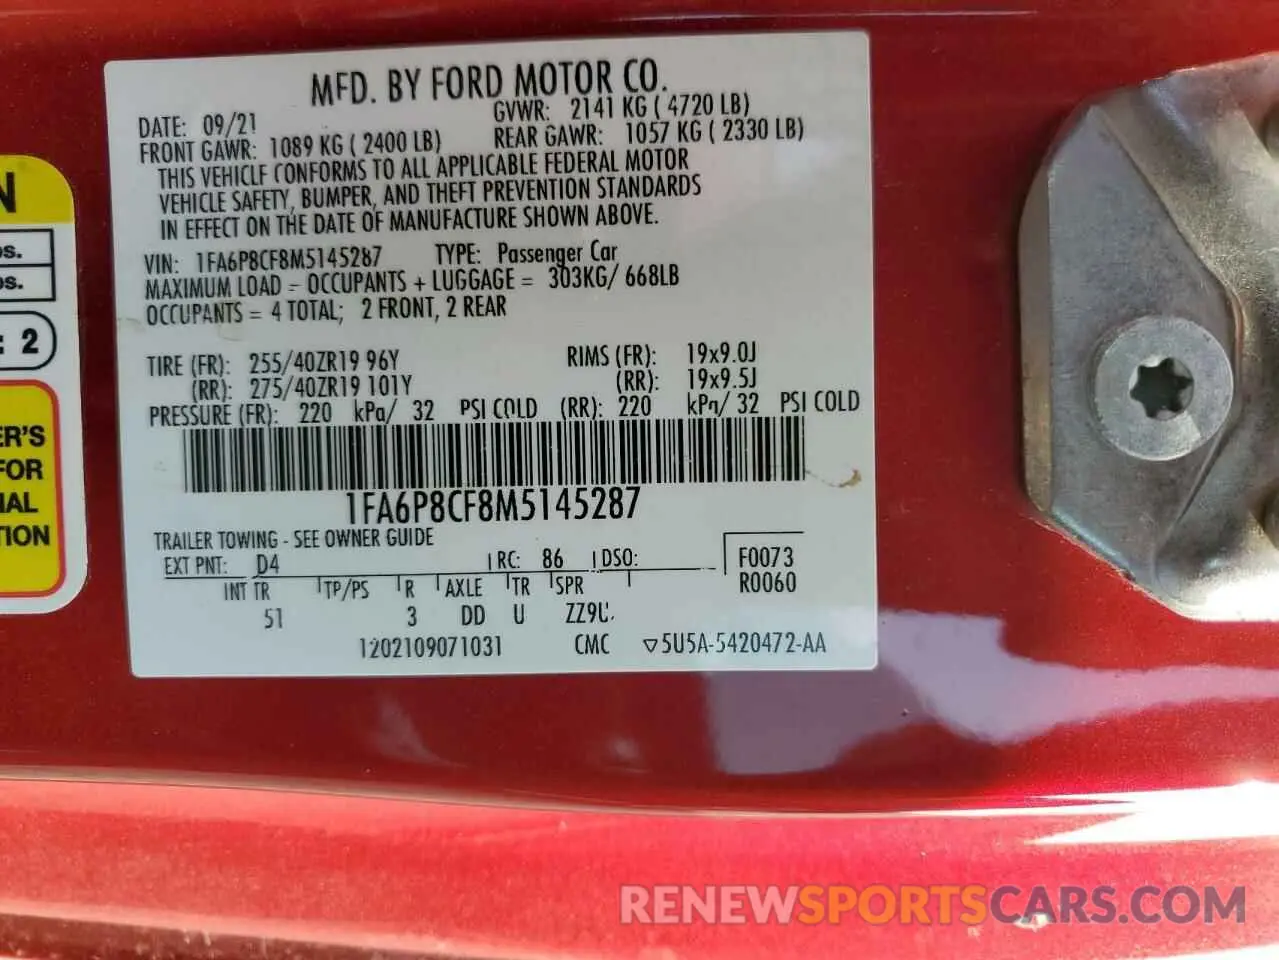 MFD. BY FORD MOTOR CO.
DATE: 09/21 GVWR: 2141 KG ( 4720 LB)
FRONT GAWR: 1089 KG ( 2400 LB) REAR GAWR: 1057 KG ( 2330 LB)
THIS VEHICLE CONFORMS TO ALL APPLICABLE FEDERAL MOTOR
VEHICLE SAFETY, BUMPER, AND THEFT PREVENTION STANDARDS
IN EFFECT ON THE DATE OF MANUFACTURE SHOWN ABOVE.
VIN: 1FA6P8CF8M5145287 TYPE: Passenger Car
MAXIMUM LOAD - OCCUPANTS + LUGGAGE = 303KG/ 668LB
OCCUPANTS = 4 TOTAL; 2 FRONT, 2 REAR
TIRE (FR): 255/40ZR19 96Y RIMS (FR): 19x9.0J
(RR): 275/40ZR19 101Y (RR): 19x9.5J
PRESSURE (FR): 220 kPa/ 32 PSI COLD (RR): 220 kPa/ 32 PSI COLD
1FA6P8CF8M5145287
TRAILER TOWING - SEE OWNER GUIDE
EXT PNT: D4 RC: 86 DSO: F0073
INT TR TP/PS R AXLE TR SPR R0060
51 3 DD U
1202109071031 CMC ▽5U5A-5420472-AA
N
os.
os.
: 2
ER'S
FOR
IAL
TION
RENEWSPORTSCARS.COM